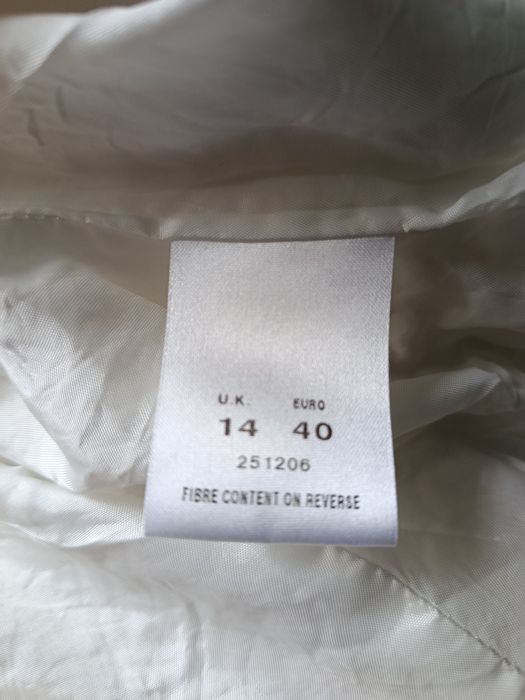 U.K. EURO
14 40
251206
FIBRE CONTENT ON REVERSE